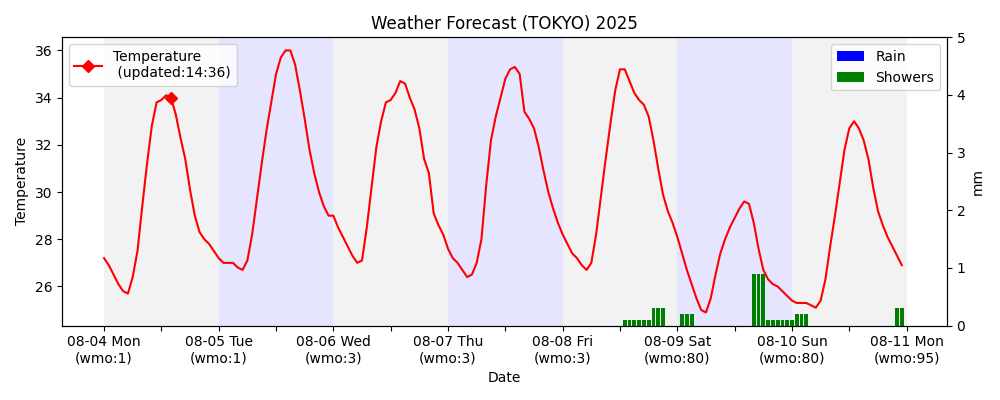 Weather Forecast (TOKYO) 2025
Temperature
(updated:14:36)
Rain
Showers
36
34
32
30
28
26
Temperature
5
4
3
2
1
0
mm
08-04 Mon
(wmo:1)
08-05 Tue
(wmo:1)
08-06 Wed
(wmo:3)
08-07 Thu
(wmo:3)
08-08 Fri
(wmo:3)
08-09 Sat
(wmo:80)
08-10 Sun
(wmo:80)
08-11 Mon
(wmo:95)
Date